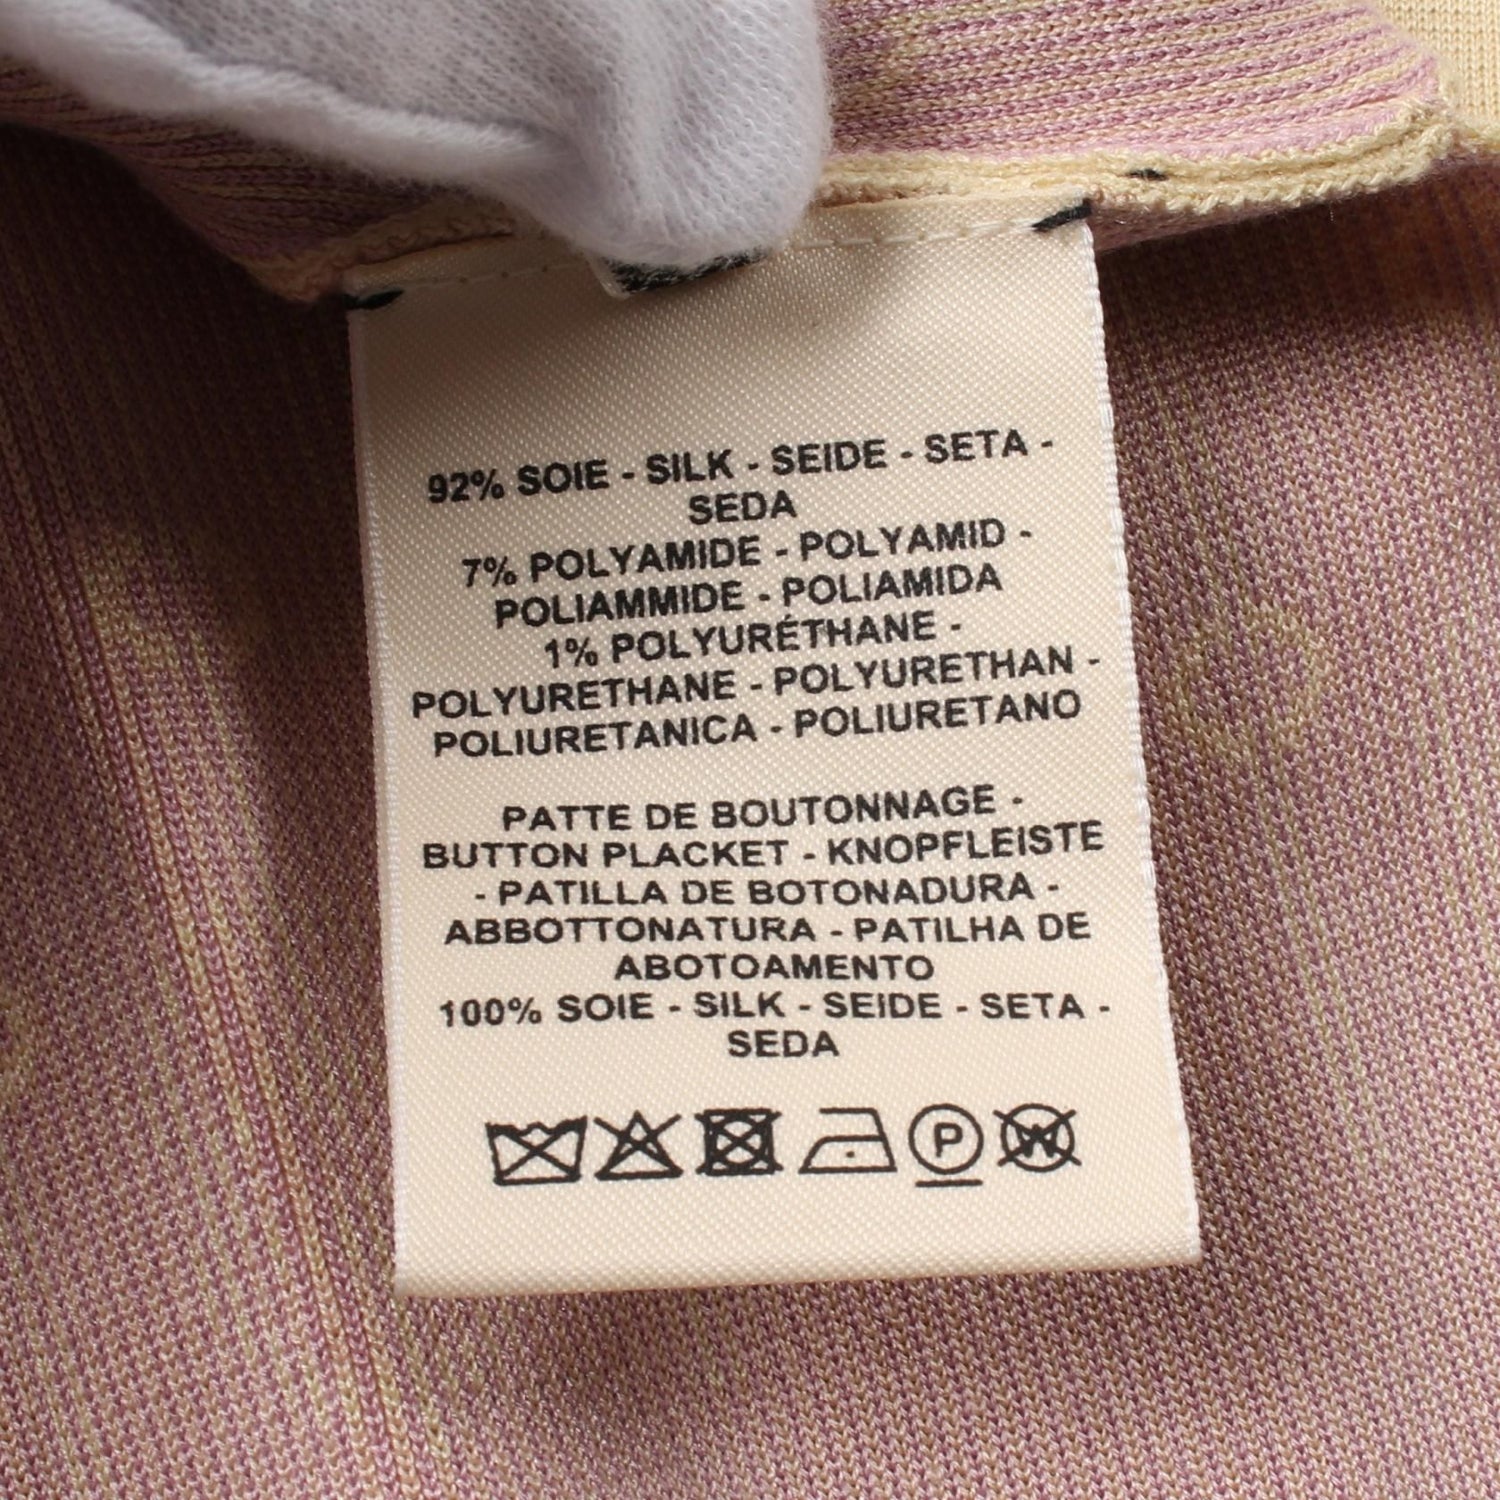 92% SOIE - SILK - SEIDE - SETA -
SEDA
7% POLYAMIDE - POLYAMID -
POLIAMMIDE - POLIAMIDA
1% POLYURÉTHANE -
POLYURETHANE - POLYURETHAN -
POLIURETANICA - POLIURETANO
PATTE DE BOUTONNAGE -
BUTTON PLACKET - KNOPFLEISTE
- PATILLA DE BOTONADURA -
ABBOTTONATURA - PATILHA DE
ABOTOAMENTO
100% SOIE - SILK - SEIDE - SETA -
SEDA
P W